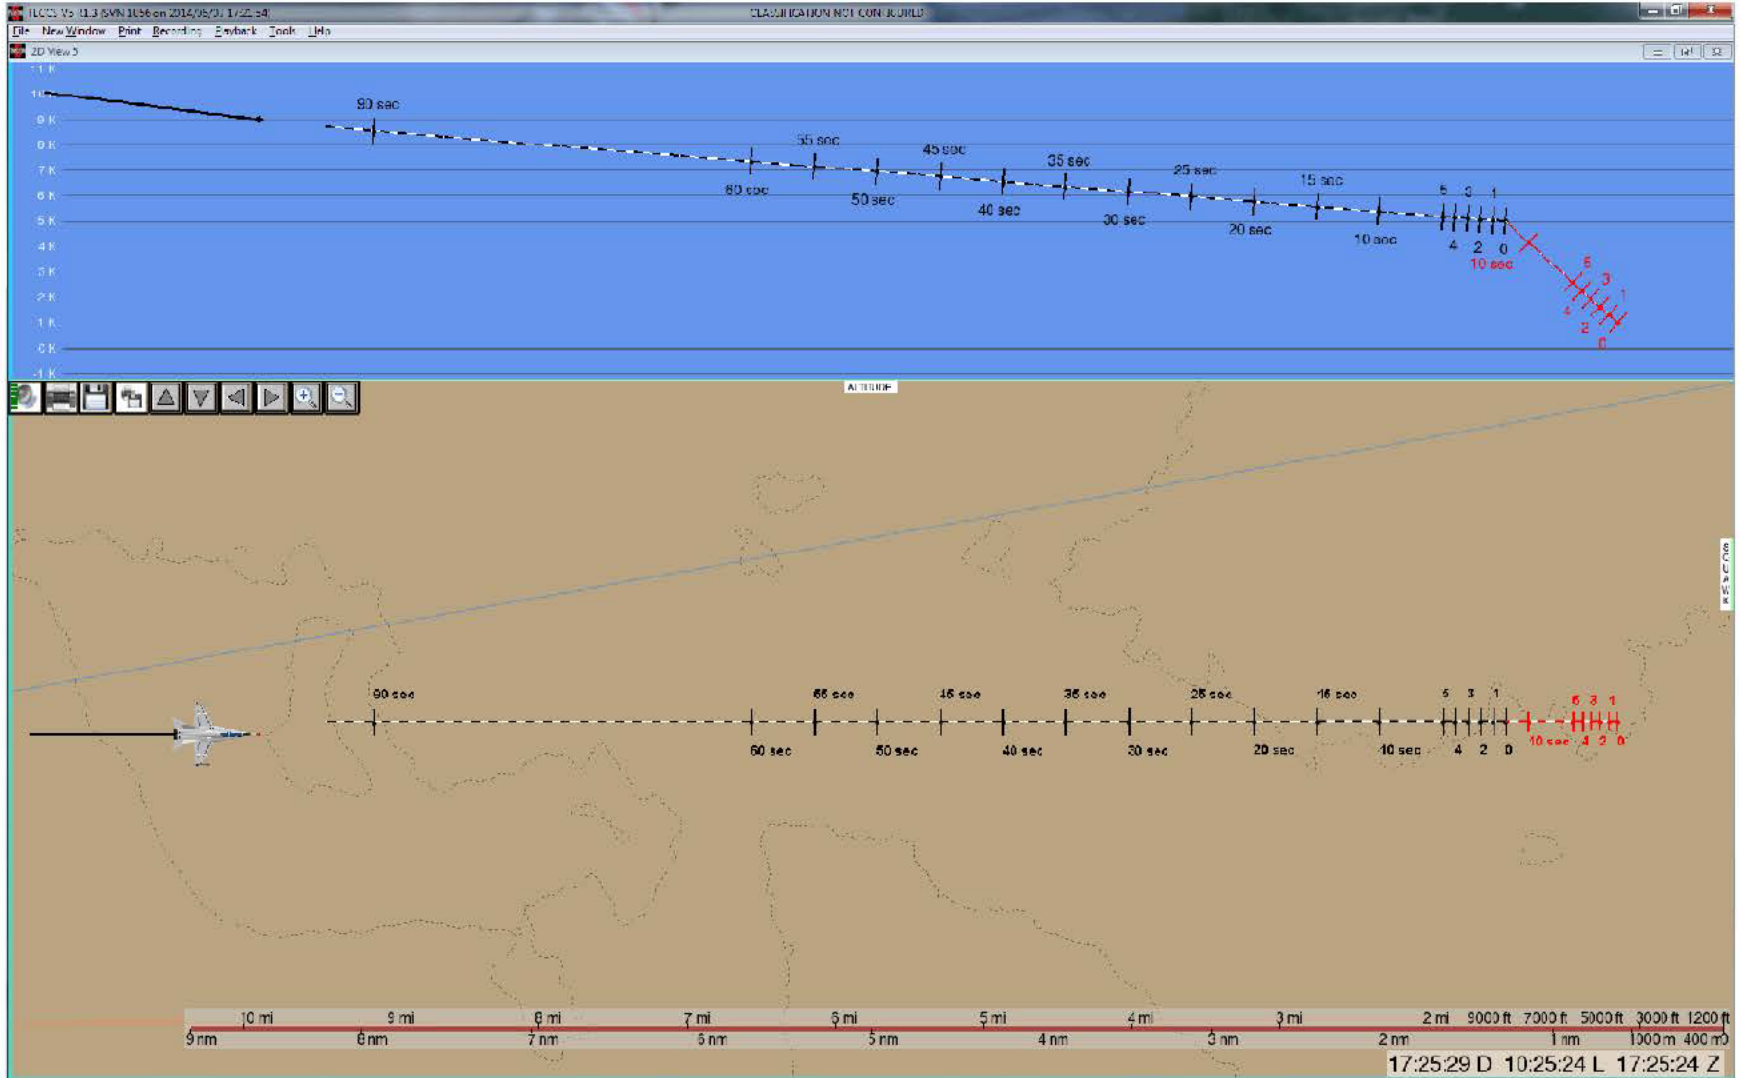 CLASSIFICATION NOT CONFIGURED
File New Window Print Recording Playback Tools Help
2D View 5
11 K
10
9 K
8 K
7 K
6 K
5 K
4 K
3 K
2 K
1 K
0 K
-1 K
90 sec
55 sec 45 sec 35 sec 25 sec 15 sec 5 3 1
60 sec 50 sec 40 sec 30 sec 20 sec 10 sec 4 2 0
10 sec
5 3 1
4 2 0
ALTITUDE
SQUAWK
90 sec 55 sec 45 sec 35 sec 25 sec 15 sec 5 3 1 5 3 1
60 sec 50 sec 40 sec 30 sec 20 sec 10 sec 4 2 0 10 sec 4 2 0
10 mi 9 mi 8 mi 7 mi 6 mi 5 mi 4 mi 3 mi 2 mi 9000 ft 7000 ft 5000 ft 3000 ft 1200 ft
9 nm 8 nm 7 nm 6 nm 5 nm 4 nm 3 nm 2 nm 1 nm 1000 m 400 m 0
17:25:29 D 10:25:24 L 17:25:24 Z